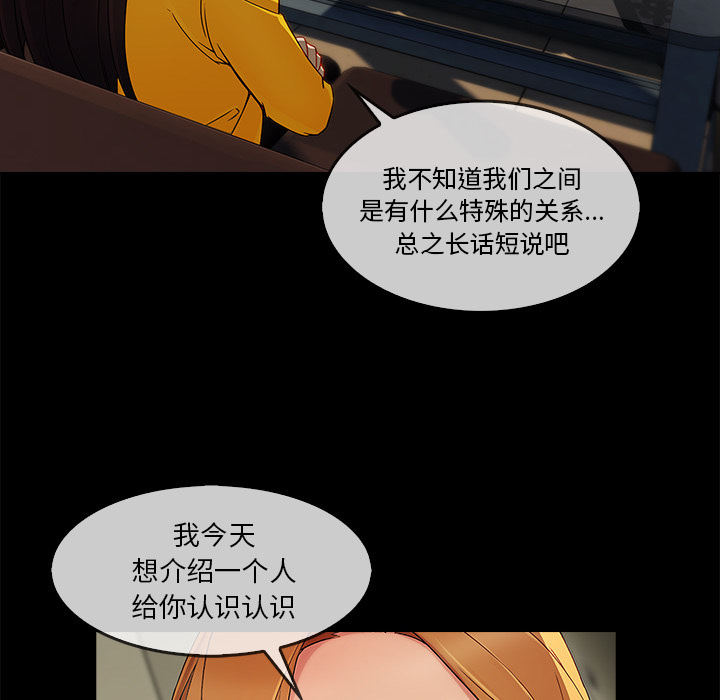 我不知道我们之间
是有什么特殊的关系...
总之长话短说吧
我今天
想介绍一个人
给你认识认识